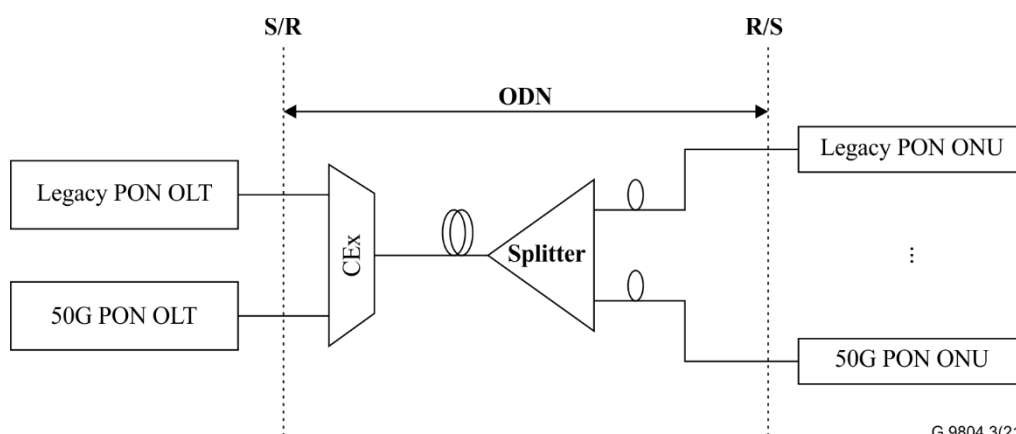 S/R
R/S
ODN
Legacy PON ONU
Legacy PON OLT
CEx
Splitter
...
50G PON OLT
50G PON ONU
G.9804.3(21